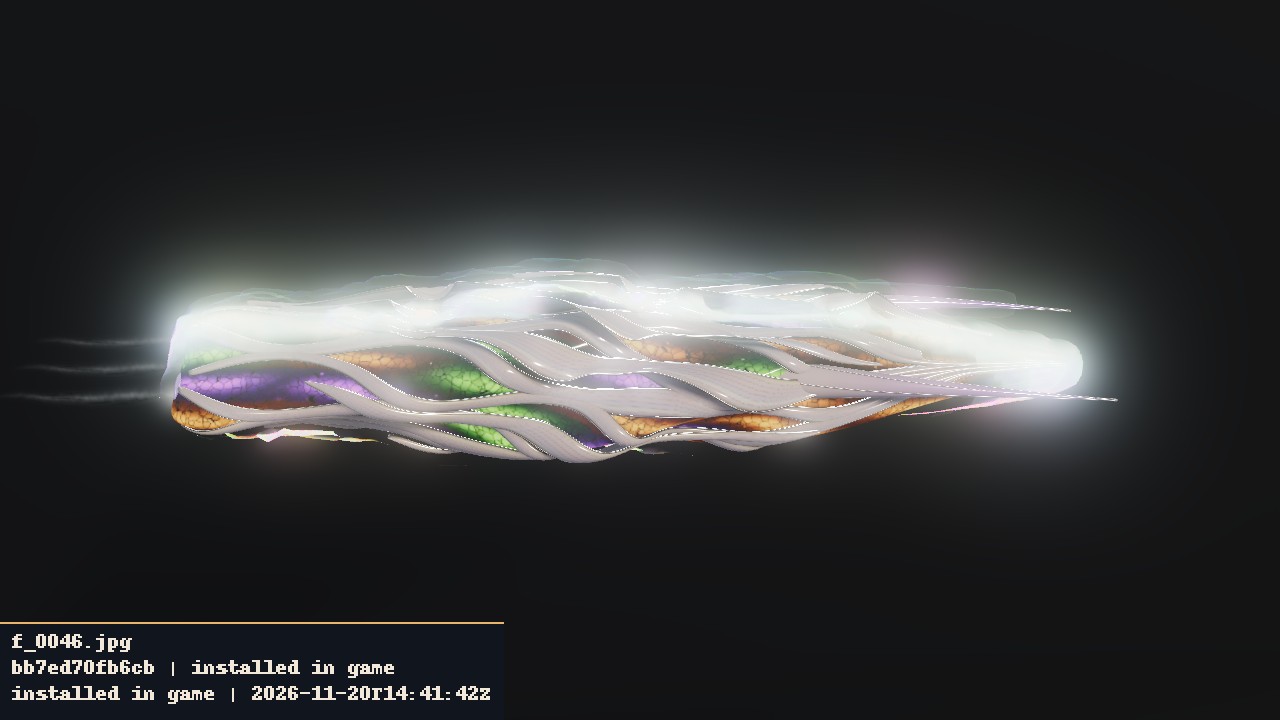 f_0046.jpg
bb7ed70fb6cb | installed in game
installed in game | 2026-11-20T14:41:42Z